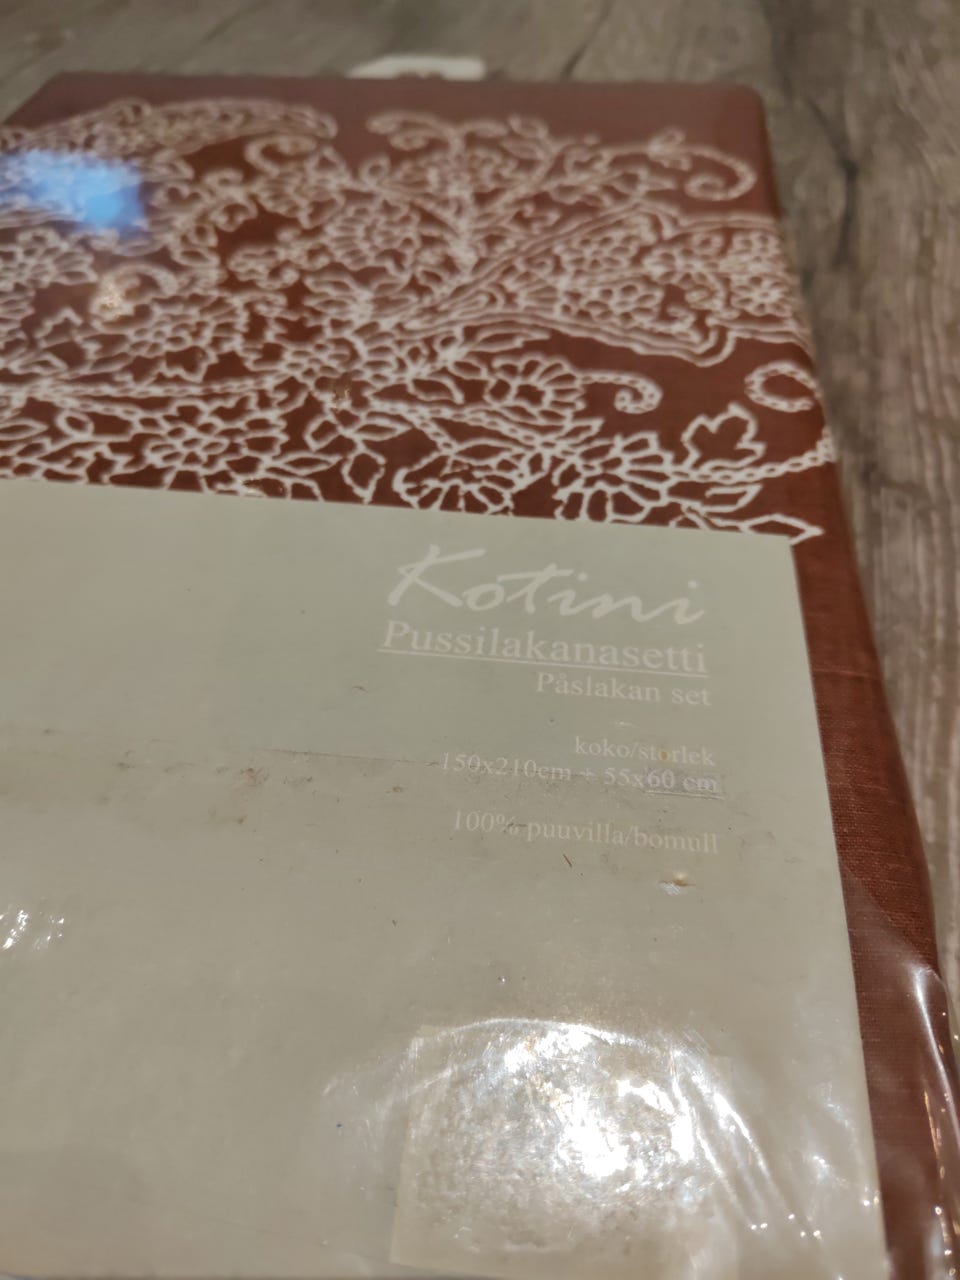 Kotini
Pussilakanasetti
Påslakan set
koko/storlek
150x210cm + 55x60 cm
100% puuvilla/bomull